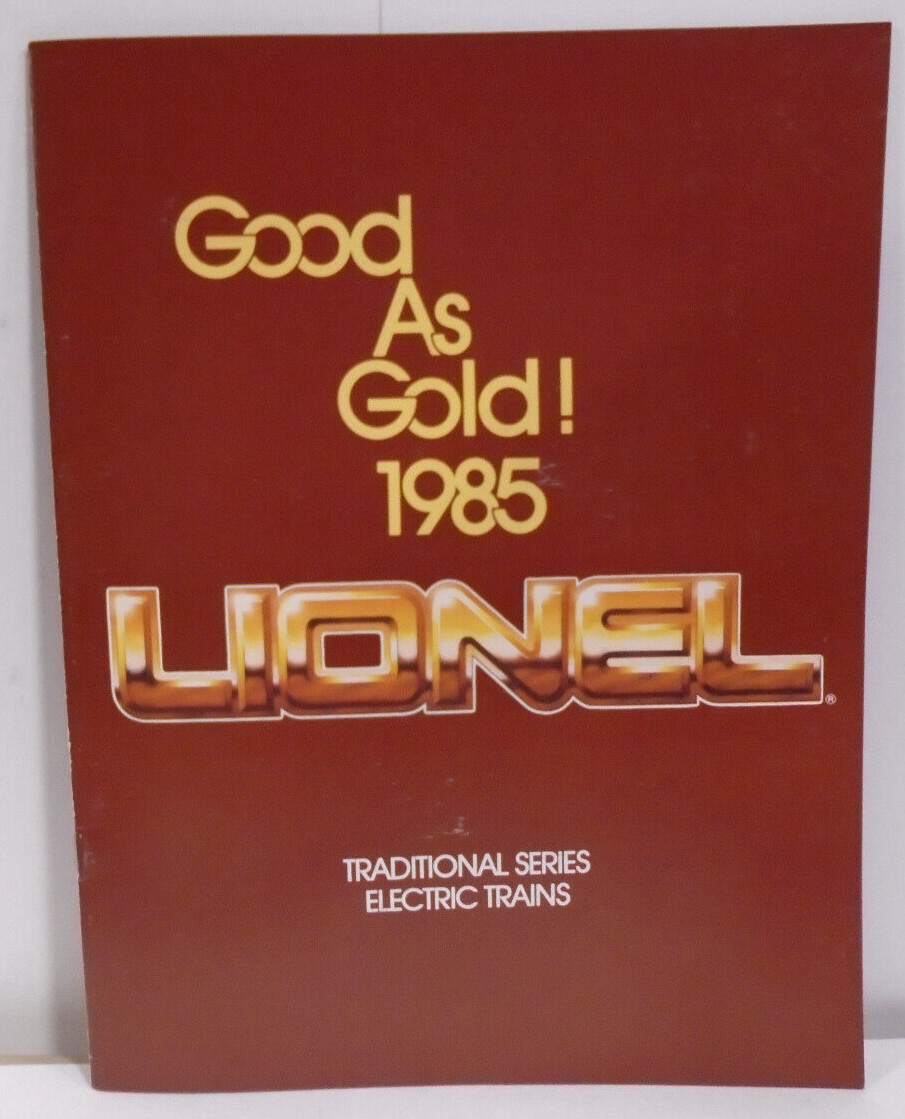 Good
As
Gold!
1985
LIONEL®
TRADITIONAL SERIES
ELECTRIC TRAINS